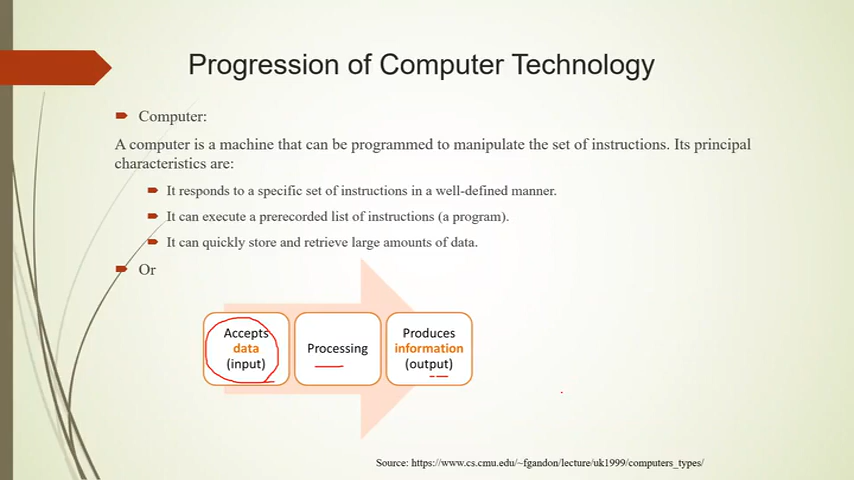 Progression of Computer Technology
Computer:
A computer is a machine that can be programmed to manipulate the set of instructions. Its principal
characteristics are:
It responds to a specific set of instructions in a well-defined manner.
It can execute a prerecorded list of instructions (a program).
It can quickly store and retrieve large amounts of data.
Or
Accepts
data
(input)
Processing
Produces
information
(output)
Source: https://www.cs.cmu.edu/~fgandon/lecture/uk1999/computers_types/